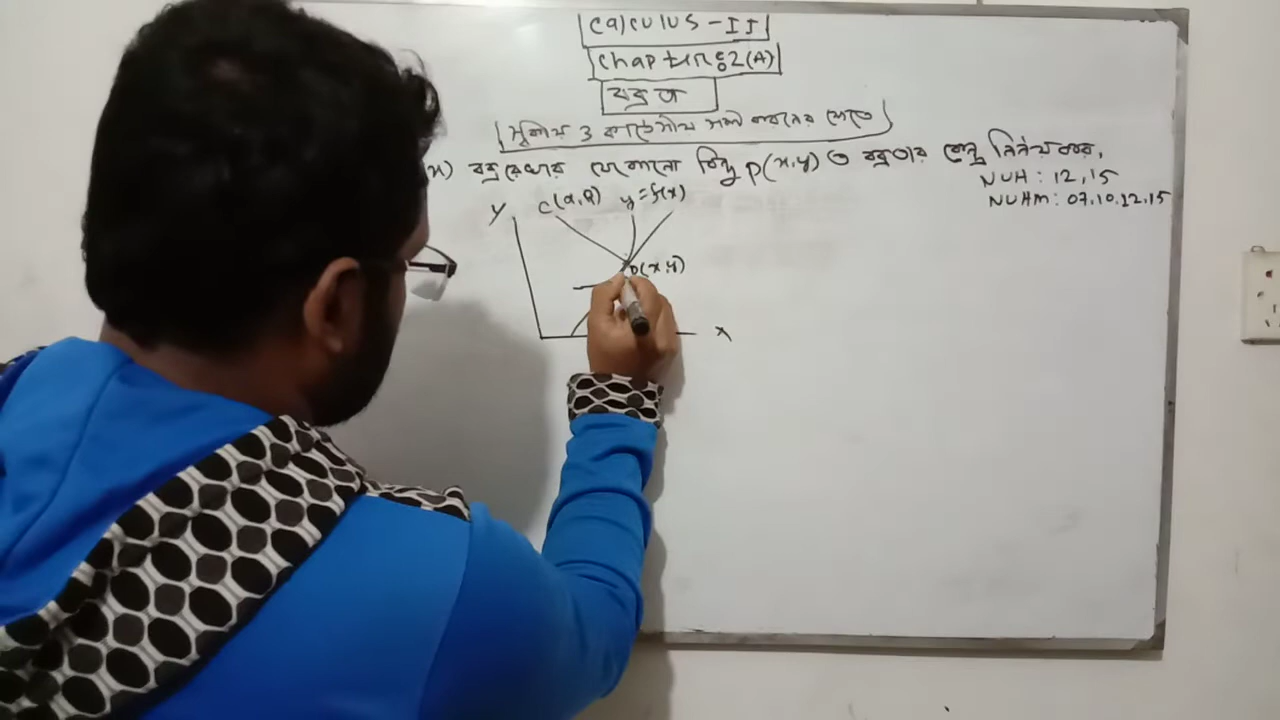 Calculus-II
Chapter: 2(A)
বক্রতা
মূলীয় ও কার্তেসীয় সমীকরণের ক্ষেত্রে
(x) বক্ররেখার যেকোনো বিন্দু P(x,y) তে বক্রতার কেন্দ্র নির্ণয় কর,
NUH: 12,15
NUHM: 07.10.12.15
Y C(α,β) y=f(x)
P(x,y)
x